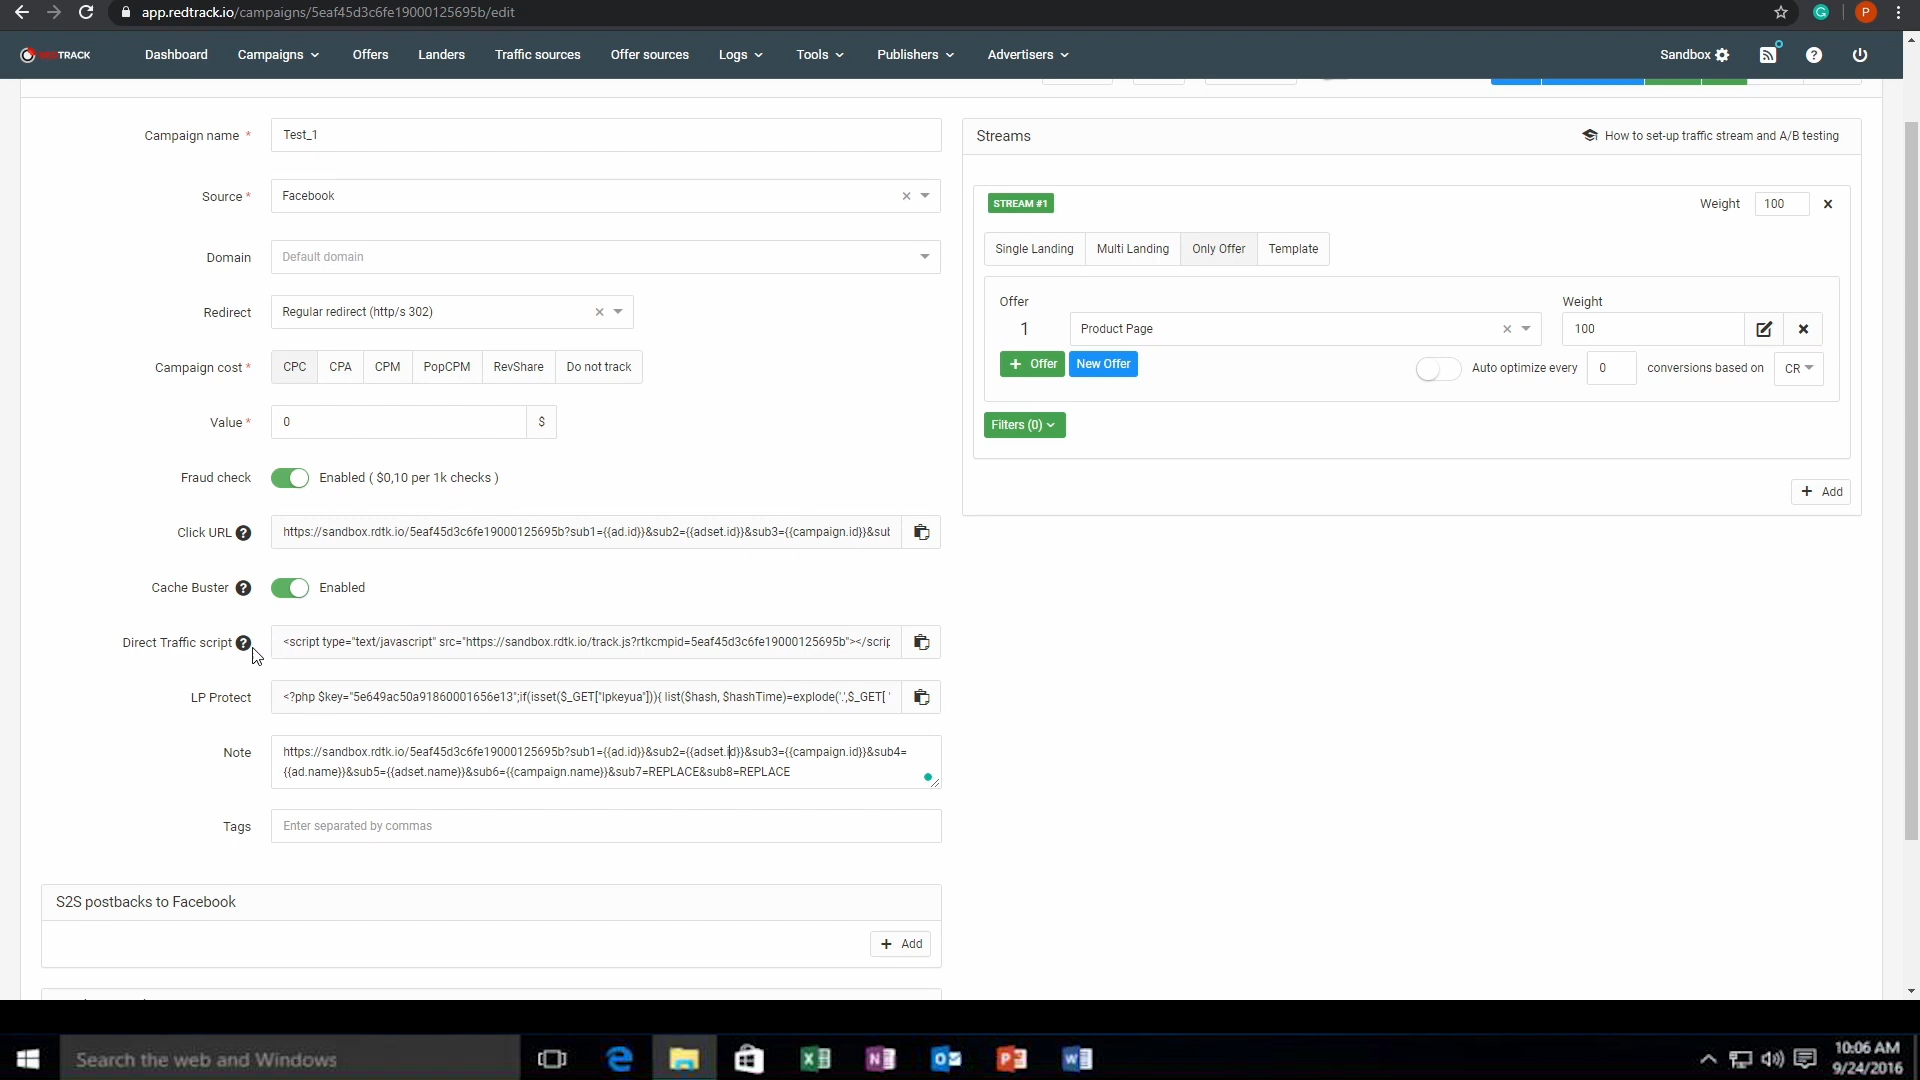 app.redtrack.io/campaigns/5eaf45d3c6fe19000125695b/edit
P
TRACK
Dashboard
Campaigns
Offers
Landers
Traffic sources
Offer sources
Logs
Tools
Publishers
Advertisers
Sandbox
Campaign name *
Test_1
Source *
Facebook
Domain
Default domain
Redirect
Regular redirect (http/s 302)
Campaign cost *
CPC
CPA
CPM
PopCPM
RevShare
Do not track
Value *
0
$
Fraud check
Enabled ( $0,10 per 1k checks )
Click URL
https://sandbox.rdtk.io/5eaf45d3c6fe19000125695b?sub1={{ad.id}}&sub2={{adset.id}}&sub3={{campaign.id}}&sub
Cache Buster
Enabled
Direct Traffic script
<script type="text/javascript" src="https://sandbox.rdtk.io/track.js?rtkcmpid=5eaf45d3c6fe19000125695b"></scrip
LP Protect
<?php $key="5e649ac50a91860001656e13";if(isset($_GET["lpkeyua"])){ list($hash, $hashTime)=explode('.',$_GET[ "
Note
https://sandbox.rdtk.io/5eaf45d3c6fe19000125695b?sub1={{ad.id}}&sub2={{adset.id}}&sub3={{campaign.id}}&sub4=
{{ad.name}}&sub5={{adset.name}}&sub6={{campaign.name}}&sub7=REPLACE&sub8=REPLACE
Tags
Enter separated by commas
S2S postbacks to Facebook
+ Add
Streams
How to set-up traffic stream and A/B testing
STREAM #1
Weight
100
Single Landing
Multi Landing
Only Offer
Template
Offer
Weight
1
Product Page
100
+ Offer
New Offer
Auto optimize every
0
conversions based on
CR
Filters (0)
+ Add
Search the web and Windows
10:06 AM
9/24/2016